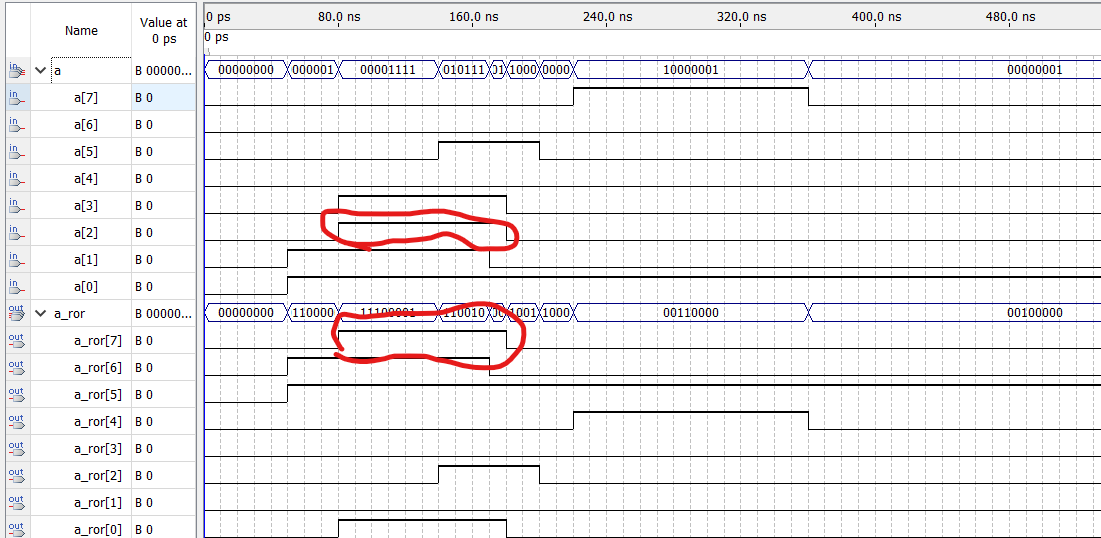 Name
Value at
0 ps
0 ps
80.0 ns
160.0 ns
240.0 ns
320.0 ns
400.0 ns
480.0 ns
0 ps
in
a
B 00000...
00000000
000001
00001111
010111
01
1000
0000
10000001
00000001
in
a[7]
B 0
in
a[6]
B 0
in
a[5]
B 0
in
a[4]
B 0
in
a[3]
B 0
in
a[2]
B 0
in
a[1]
B 0
in
a[0]
B 0
out
a_ror
B 00000...
00000000
110000
11100001
110010
1001
1000
00110000
00100000
out
a_ror[7]
B 0
out
a_ror[6]
B 0
out
a_ror[5]
B 0
out
a_ror[4]
B 0
out
a_ror[3]
B 0
out
a_ror[2]
B 0
out
a_ror[1]
B 0
out
a_ror[0]
B 0